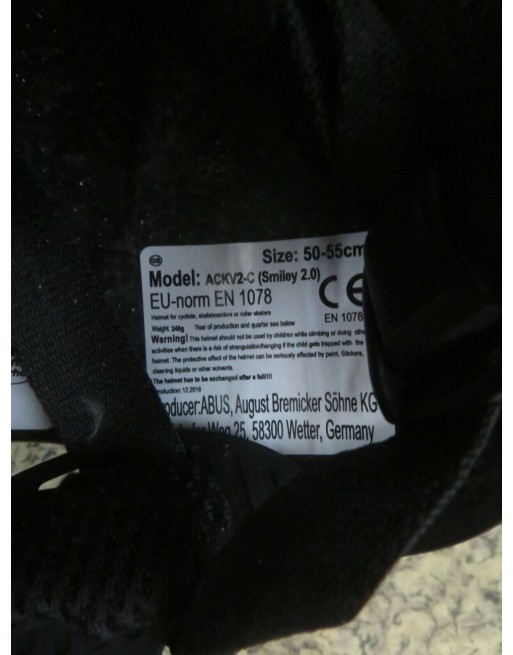 GB
Size: 50-55cm
Model: ACKV2-C (Smiley 2.0)
EU-norm EN 1078
CE
EN 1078
Helmet for cyclists, skateboarders or roller skaters
Weight 240g Year of production and quarter see below
Warning! This helmet should not be used by children while climbing or doing othe
activities when there is a risk of strangulation/hanging if the child gets trapped with the
helmet. The protective effect of the helmet can be seriously affected by paint, Stickers,
cleaning liquids or other solvents.
The helmet has to be exchanged after a fall!!!!
Production: 12.2016
oducer:ABUS, August Bremicker Söhne KG
Weg 25, 58300 Wetter, Germany